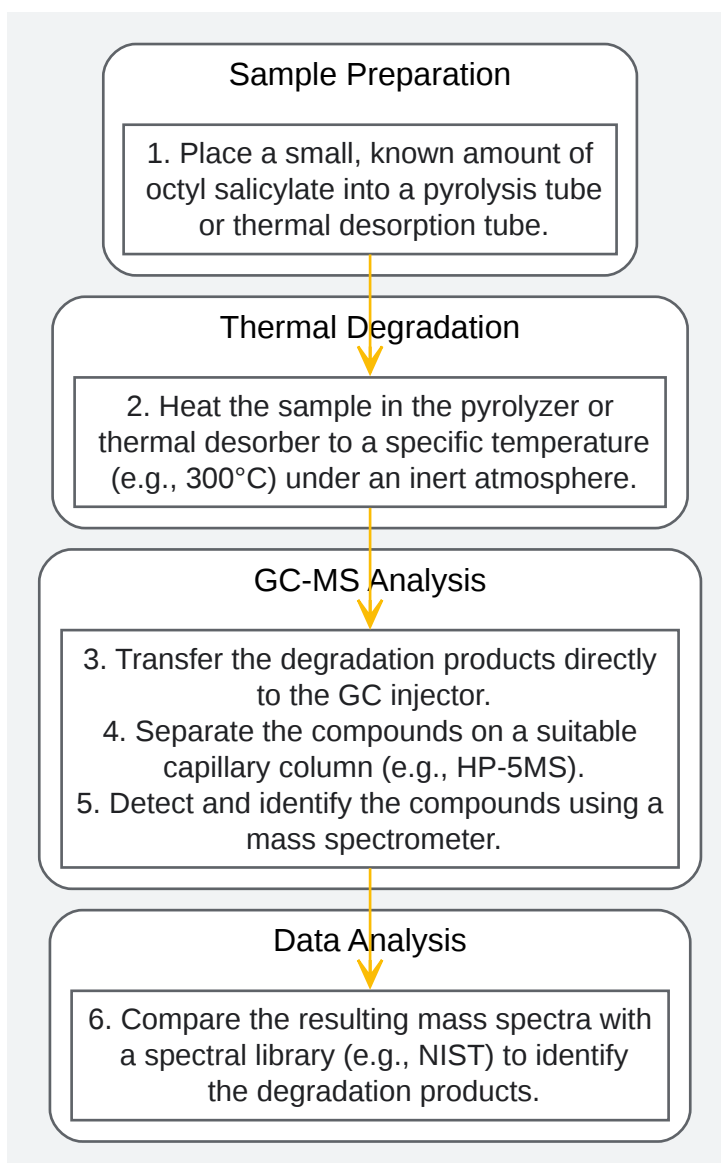 Sample Preparation
1. Place a small, known amount of
octyl salicylate into a pyrolysis tube
or thermal desorption tube.
Thermal Degradation
2. Heat the sample in the pyrolyzer or
thermal desorber to a specific temperature
(e.g., 300°C) under an inert atmosphere.
GC-MS Analysis
3. Transfer the degradation products directly
to the GC injector.
4. Separate the compounds on a suitable
capillary column (e.g., HP-5MS).
5. Detect and identify the compounds using a
mass spectrometer.
Data Analysis
6. Compare the resulting mass spectra with
a spectral library (e.g., NIST) to identify
the degradation products.